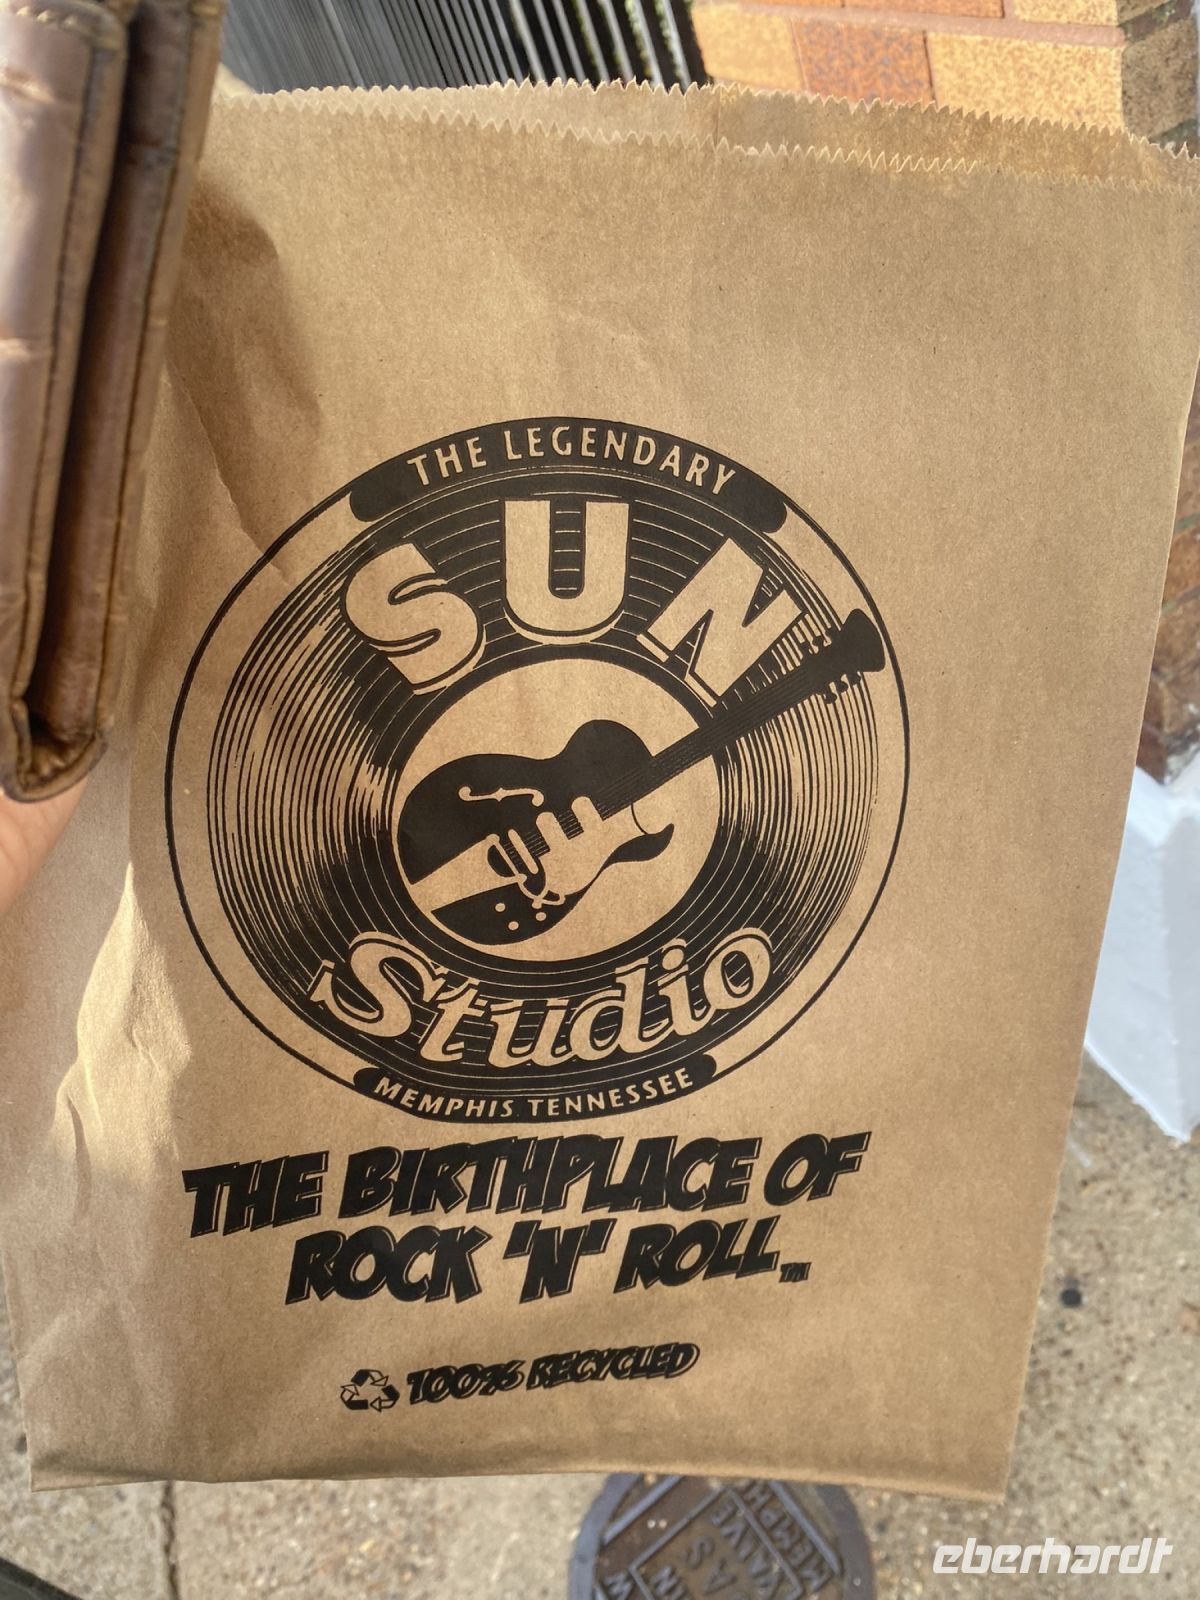 THE LEGENDARY
SUN
Studio
MEMPHIS TENNESSEE
THE BIRTHPLACE OF
ROCK 'N' ROLL TM
100% RECYCLED
eberhardt